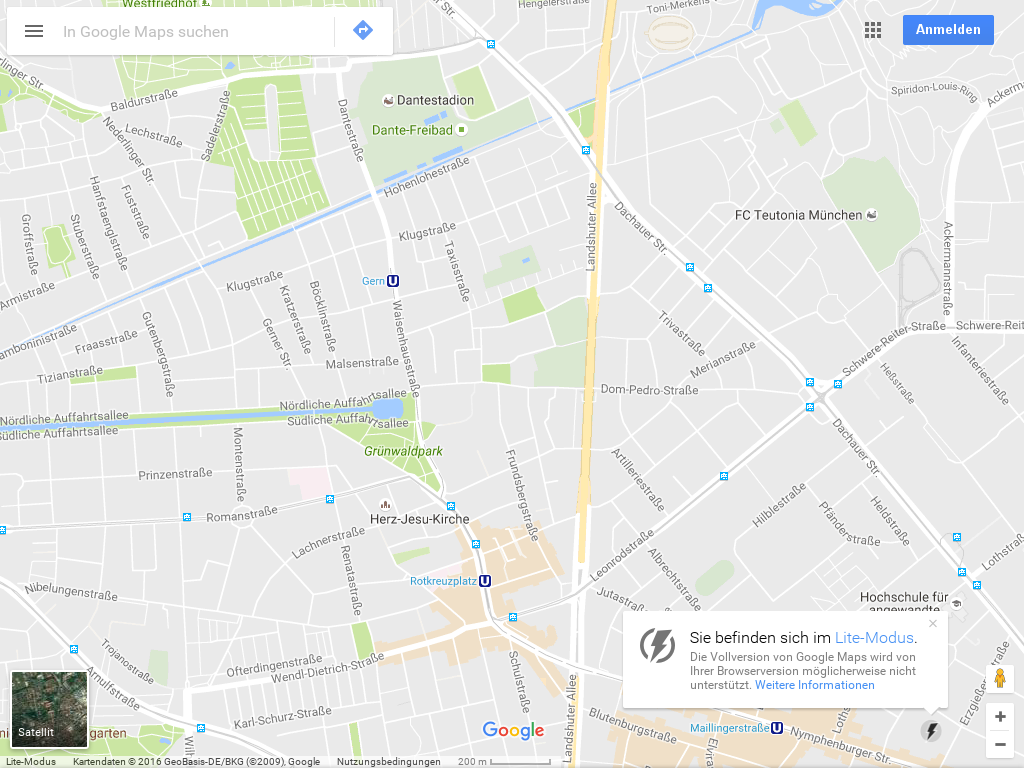 Westfriedhof
Hengelerstraße
Toni-Merkens
In Google Maps suchen
Anmelden
Nederlinger Str.
Baldurstraße
Spiridon-Louis-Ring
Dantestadion
Dantestraße
Sadelerstraße
Lechstraße
Dante-Freibad
Hohenlohestraße
Hanfstaenglstraße
Fuststraße
Stuberstraße
Groffstraße
Landshuter Allee
Dachauer Str.
FC Teutonia München
Ackermannstraße
Klugstraße
Taxisstraße
Gern
Klugstraße
Armistraße
Kratzerstraße
Böcklinstraße
Waisenhausstraße
Gutenbergstraße
Gerner Str.
Fraasstraße
Malsenstraße
Tizianstraße
Trivastraße
Merianstraße
Schwere-Reiter-Straße
Schwere-Reit
Infanteriestraße
Heßstraße
Dom-Pedro-Straße
Nördliche Auffahrtsallee
Südliche Auffahrtsallee
Nördliche Auffahrtsallee
Südliche Auffahrtsallee
Dachauer Str.
Grünwaldpark
Montenstraße
Prinzenstraße
Frundsbergstraße
Artilleriestraße
Hilblestraße
Pfänderstraße
Heldstraße
Romanstraße
Herz-Jesu-Kirche
Lachnerstraße
Renatastraße
Leonrodstraße
Albrechtstraße
Lothstraße
Rotkreuzplatz
Nibelungenstraße
Jutastraße
Hochschule für
angewandte
Trojanostraße
Arnulfstraße
Ofterdingenstraße
Wendl-Dietrich-Straße
Schulstraße
Landshuter Allee
Sie befinden sich im Lite-Modus.
Die Vollversion von Google Maps wird von
Ihrer Browserversion möglicherweise nicht
unterstützt. Weitere Informationen
Karl-Schurz-Straße
Blutenburgstraße
Maillingerstraße
Nymphenburger Str.
Erzgießereistr
Satellit
garten
Google
Lite-Modus
Kartendaten © 2016 GeoBasis-DE/BKG (©2009), Google
Nutzungsbedingungen
200 m